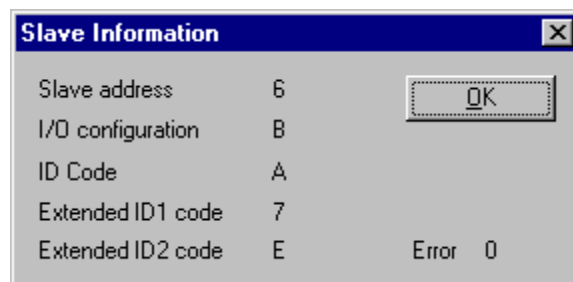 Slave Information
Slave address 6 OK
I/O configuration B
ID Code A
Extended ID1 code 7
Extended ID2 code E Error 0